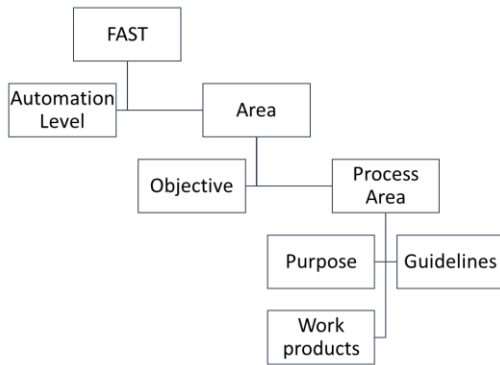 FAST
Automation
Level
Area
Objective
Process
Area
Purpose
Guidelines
Work
products